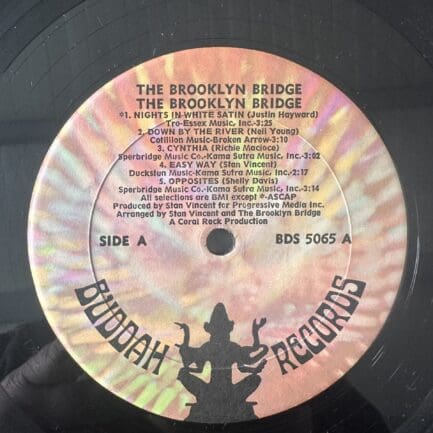 THE BROOKLYN BRIDGE
THE BROOKLYN BRIDGE
*1. NIGHTS IN WHITE SATIN (Justin Hayward)
Tro-Essex Music, Inc.-3:25
2. DOWN BY THE RIVER (Neil Young)
Cotillion Music-Broken Arrow-3:10
3. CYNTHIA (Richie Macioce)
Sperbridge Music Co.-Kama Sutra Music, Inc.-3:02
4. EASY WAY (Stan Vincent)
Duckstun Music-Kama Sutra Music, Inc.-2:17
5. OPPOSITES (Shelly Davis)
Sperbridge Music Co.-Kama Sutra Music, Inc.-3:14
All selections are BMI except *-ASCAP
Produced by Stan Vincent for Progressive Media Inc.
Arranged by Stan Vincent and The Brooklyn Bridge
A Coral Rock Production
SIDE A BDS 5065 A
BUDDAH RECORDS